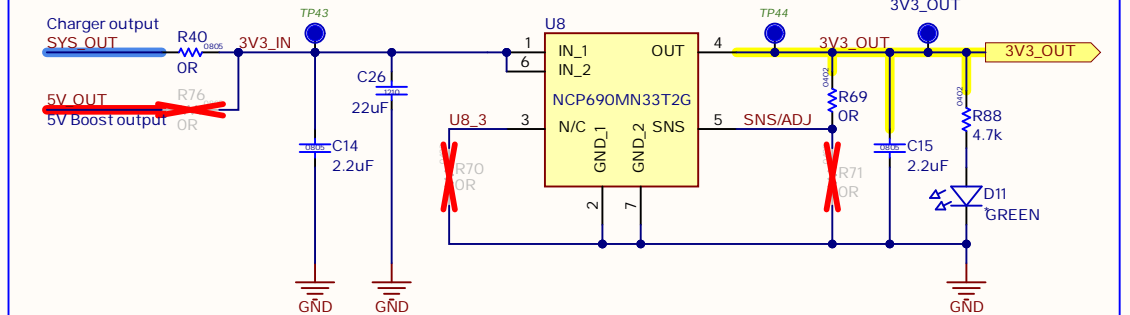 3V3_OUT
Charger output
TP43
U8
TP44
SYS_OUT
R40
0805
3V3_IN
0R
1
IN_1
OUT
4
3V3_OUT
3V3_OUT
6
IN_2
C26
1210
22uF
5V_OUT
R76
5V Boost output
0R
NCP690MN33T2G
0402
R69
0R
0402
R88
4.7k
U8_3
3
N/C
GND_1
GND_2
SNS
5
SNS/ADJ
C14
0805
2.2uF
C15
0805
2.2uF
R70
0R
R71
0R
2
7
D11
GREEN
GND
GND
GND